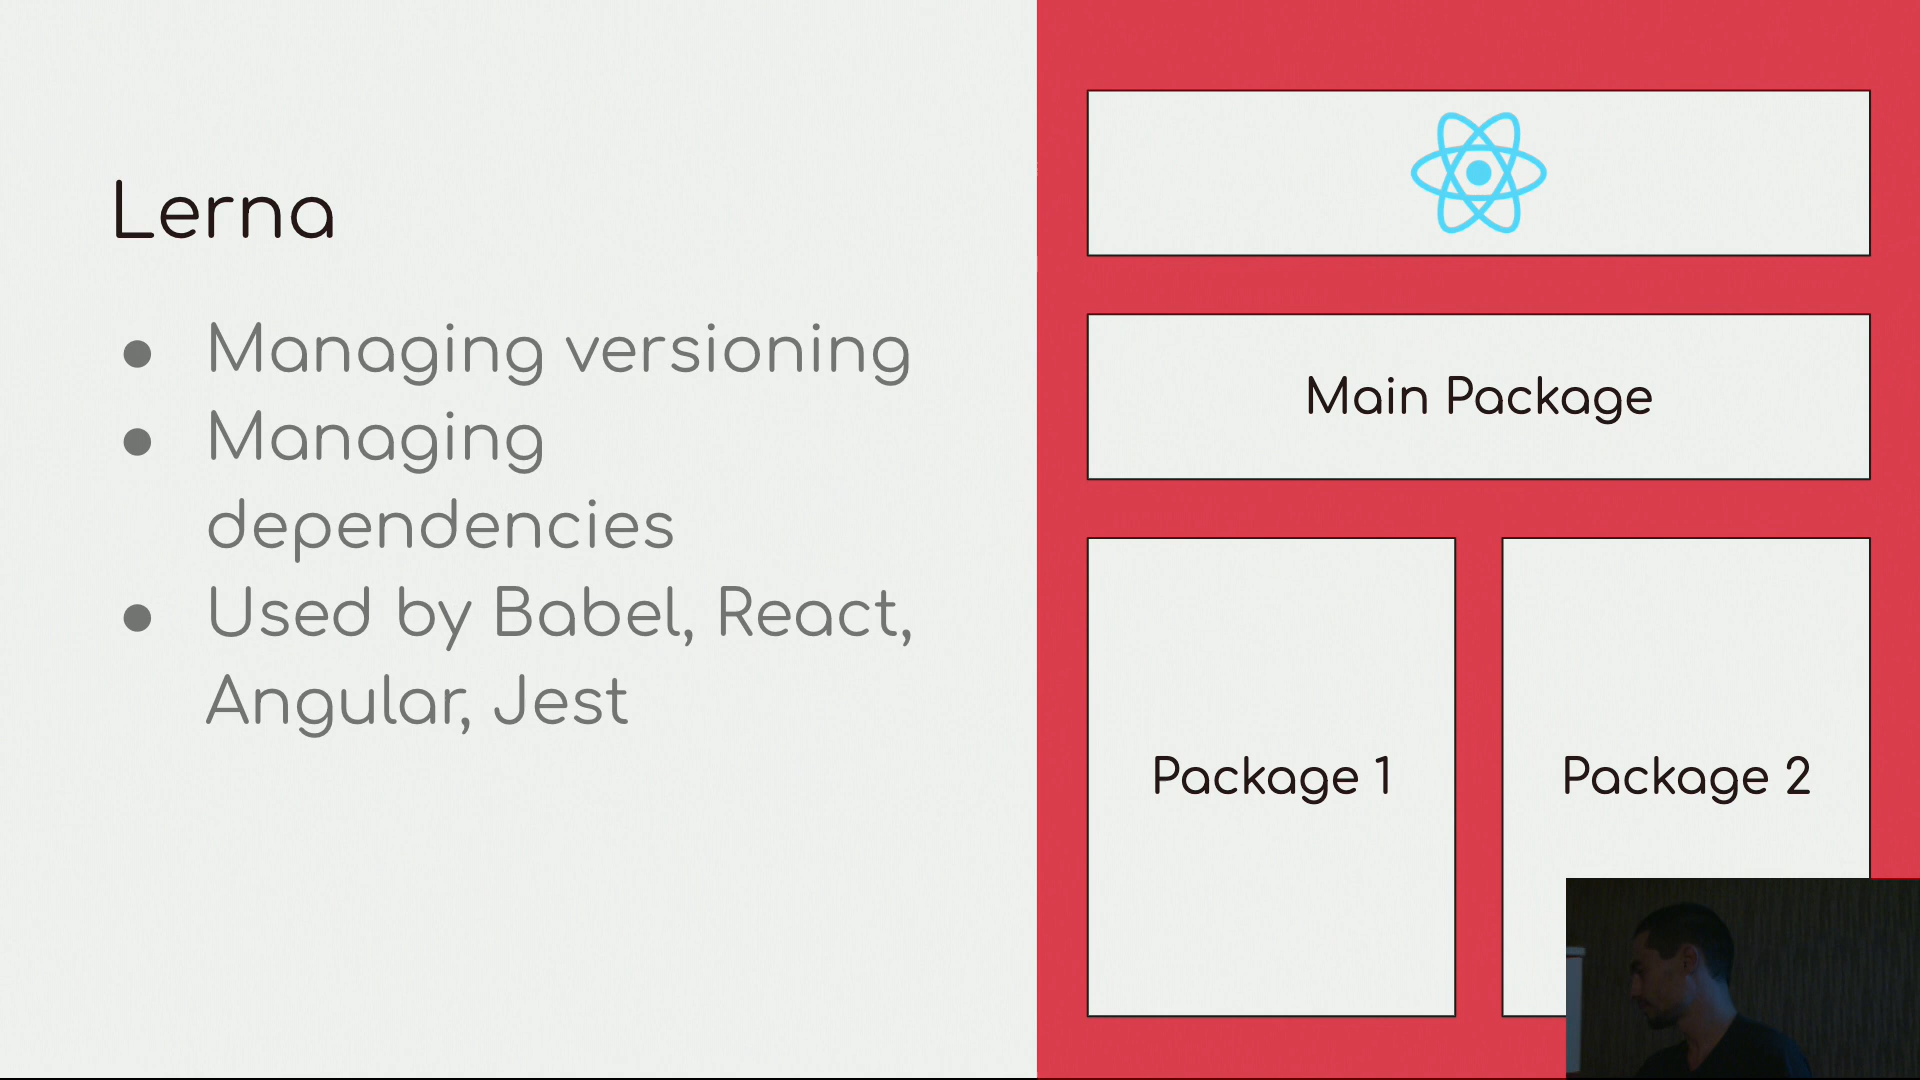 Lerna
● Managing versioning
● Managing
dependencies
● Used by Babel, React,
Angular, Jest
Main Package
Package 1
Package 2